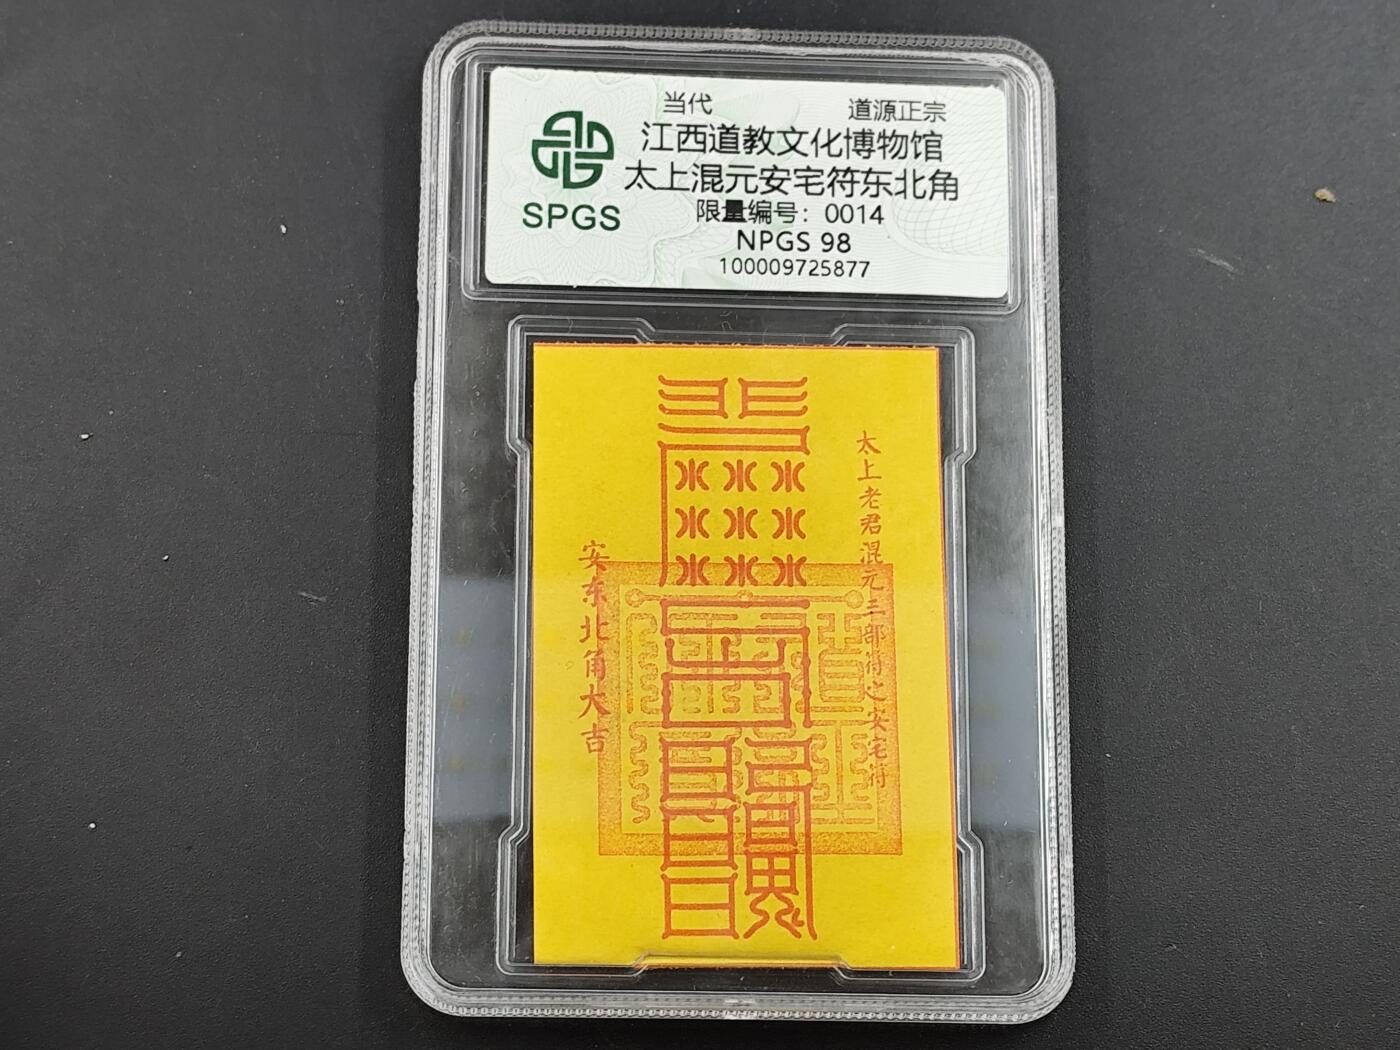 当代 道源正宗
江西道教文化博物馆
太上混元安宅符东北角
限量编号：0014
NPGS 98
100009725877
SPGS
太上老君混元三部符之安宅符
安东北角大吉